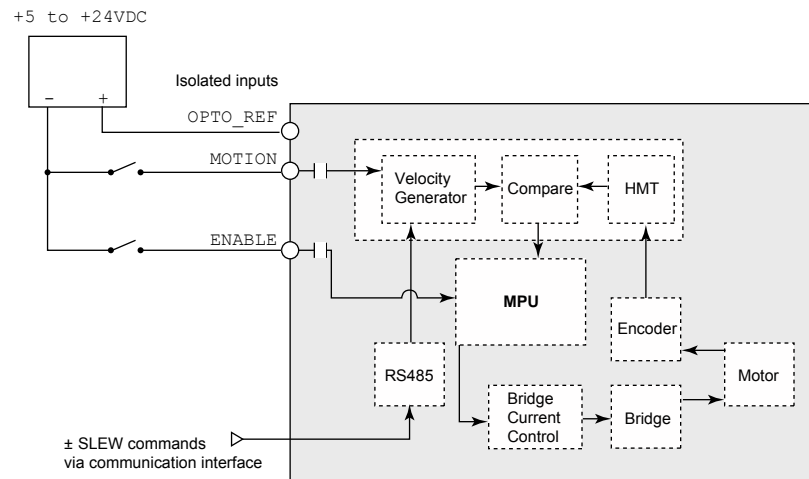 +5 to +24VDC
− +
Isolated inputs
OPTO_REF
MOTION
ENABLE
Velocity
Generator
Compare
HMT
MPU
Encoder
RS485
Motor
Bridge
Current
Control
Bridge
± SLEW commands
via communication interface